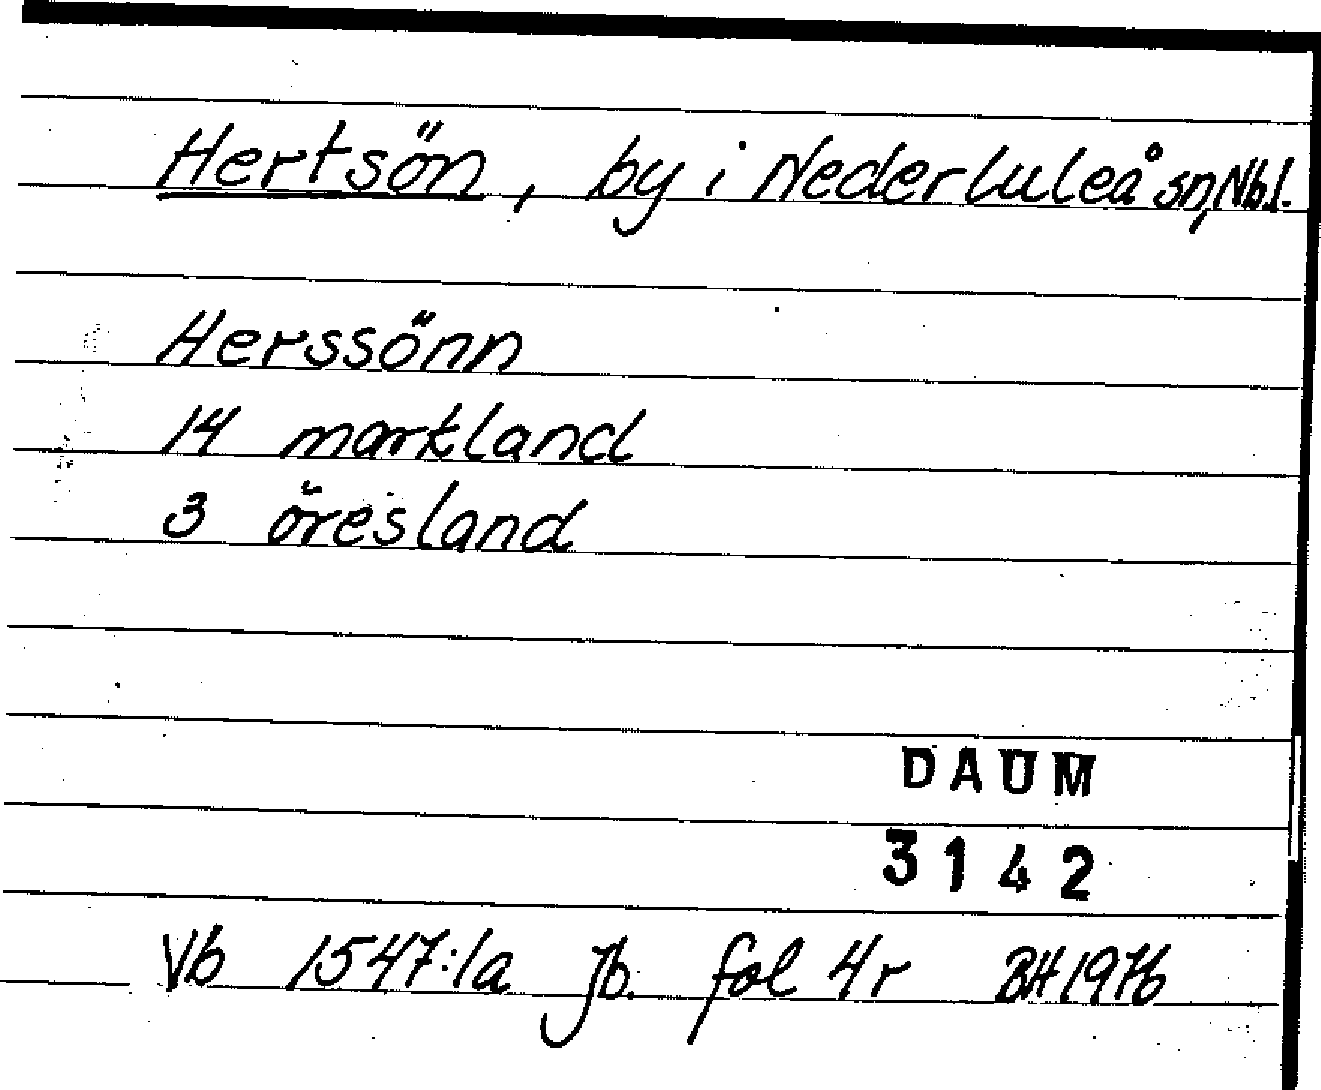 Hertsön, by i Nederluleå sn, Nbl.
Herssönn
14 markland
3 öresland
DAUM
3142
Vb 1547:1a Jb. fol 4r BH 1976